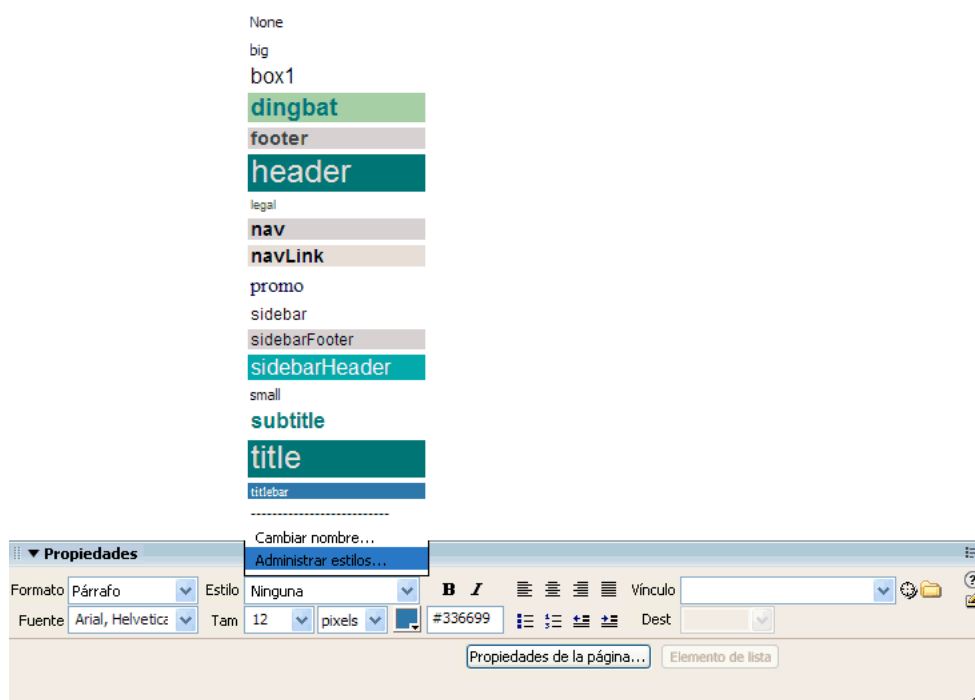 None
big
box1
dingbat
footer
header
legal
nav
navLink
promo
sidebar
sidebarFooter
sidebarHeader
small
subtitle
title
titlebar
--------------------------
Cambiar nombre...
Administrar estilos...
Propiedades
Formato Párrafo Estilo Ninguna B I Vínculo
Fuente Arial, Helvetica Tam 12 pixels #336699 Dest
Propiedades de la página... Elemento de lista